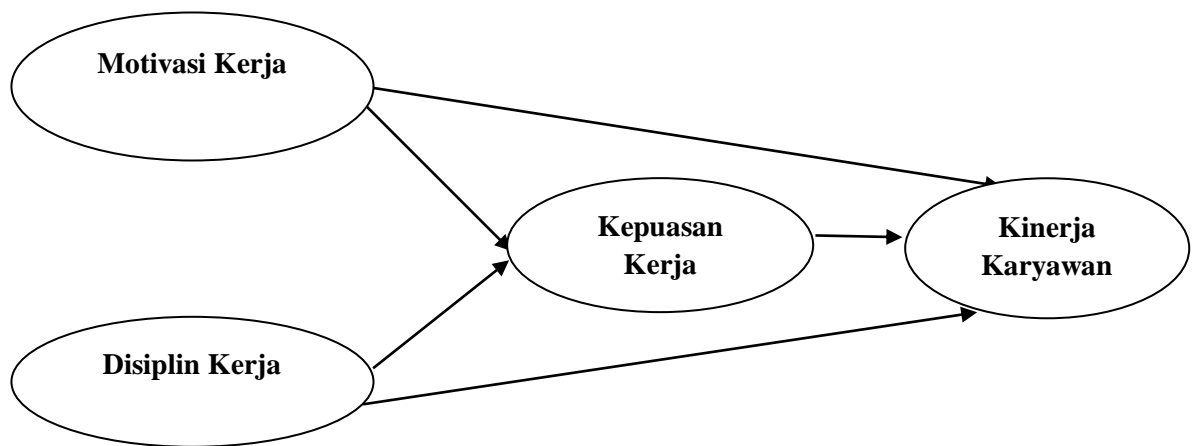 Motivasi Kerja
Kepuasan
Kerja
Kinerja
Karyawan
Disiplin Kerja